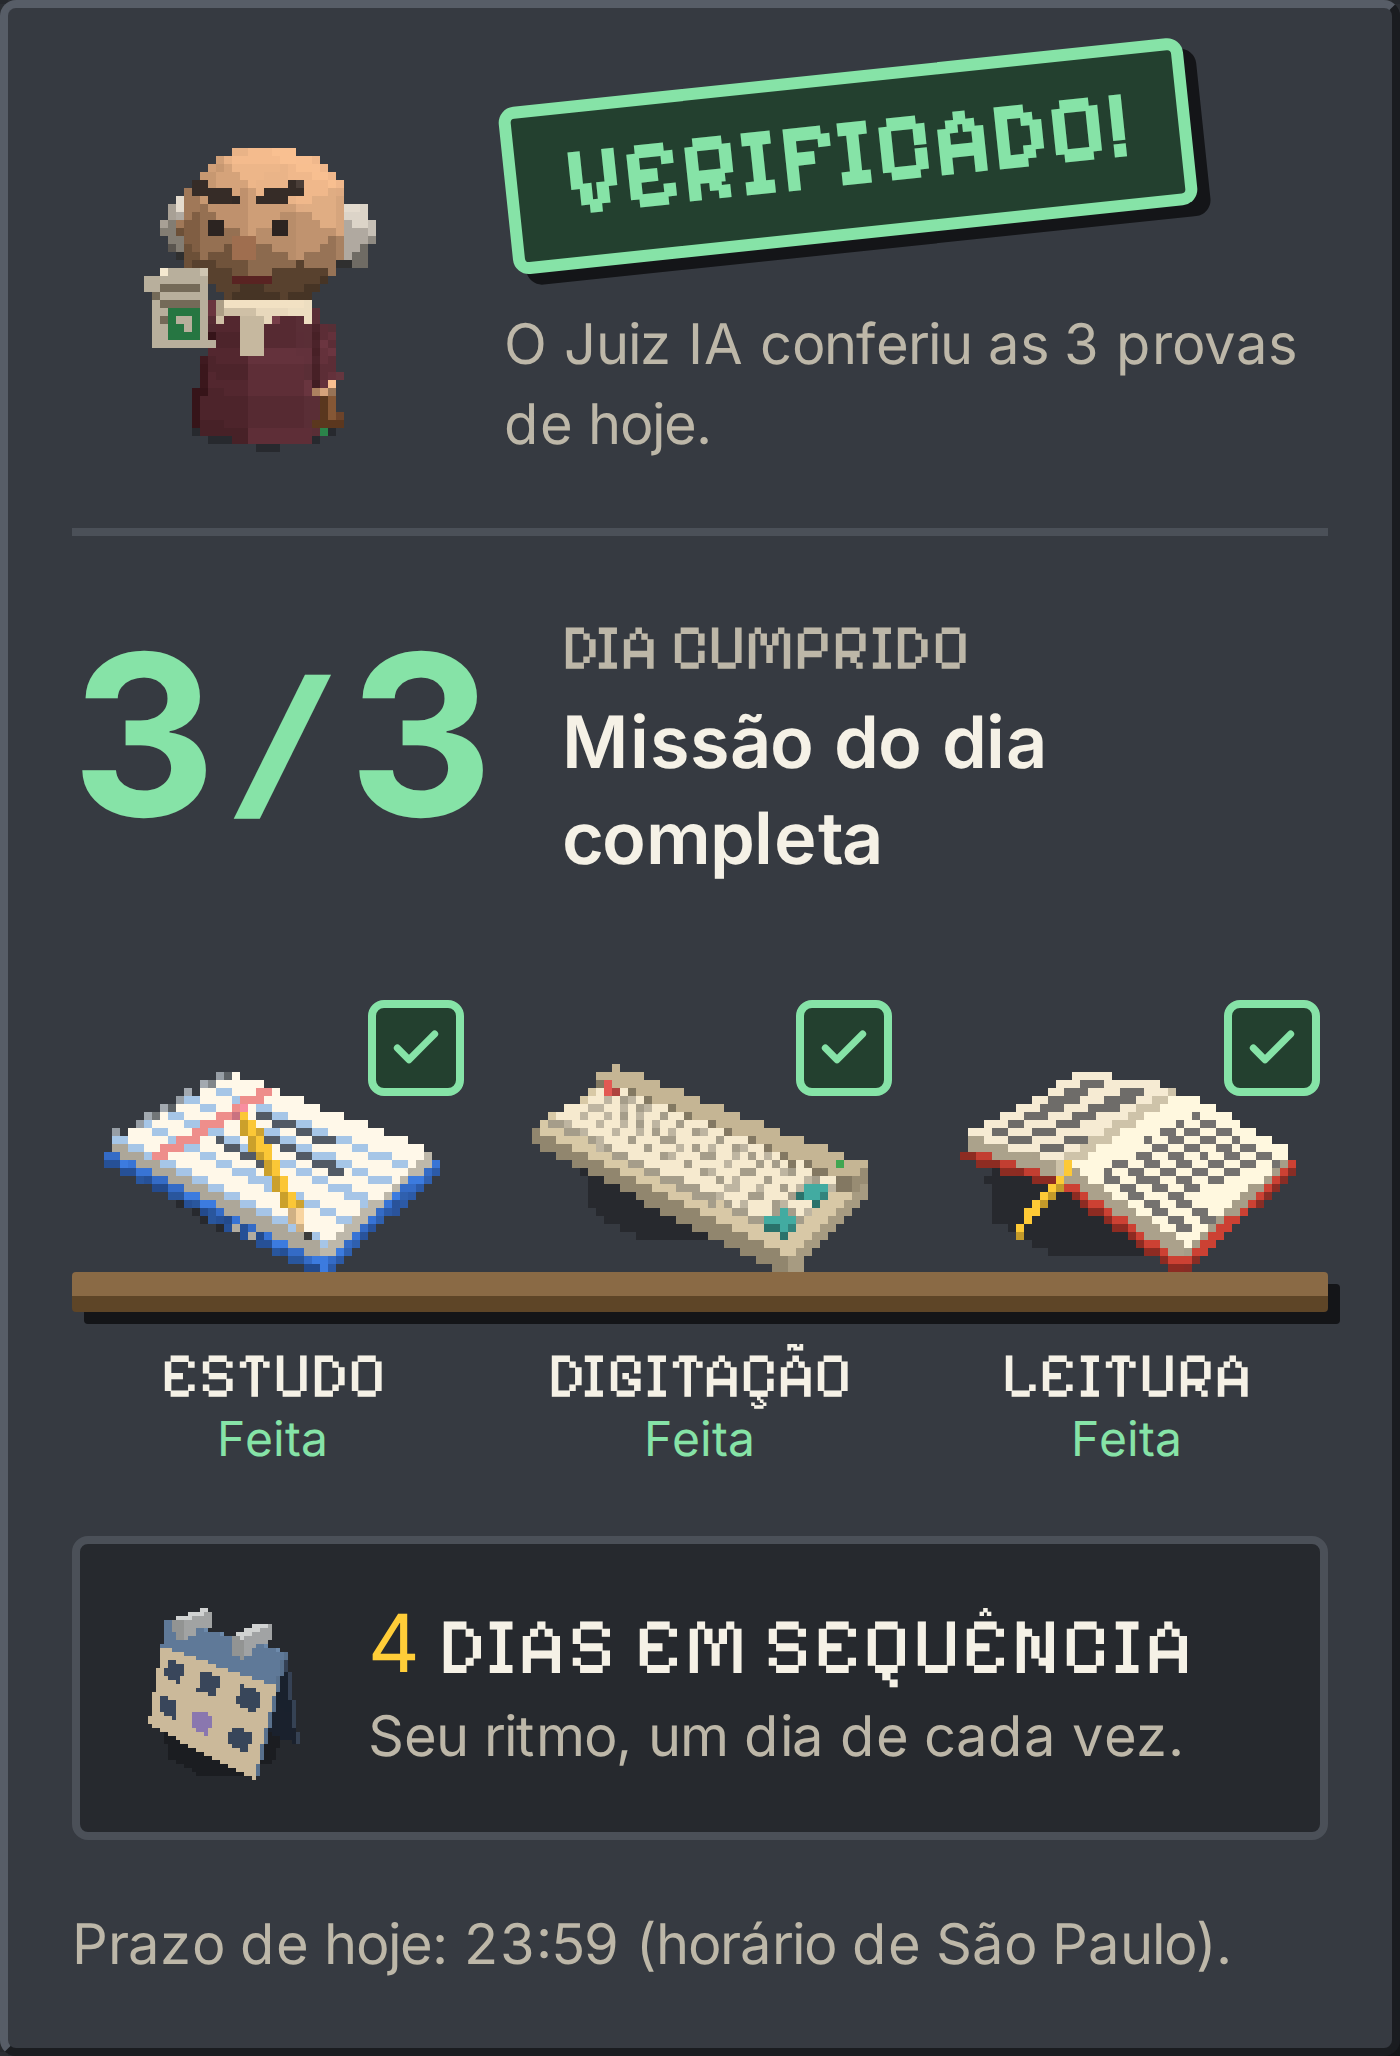 VERIFICADO!
O Juiz IA conferiu as 3 provas
de hoje.
3/3
DIA CUMPRIDO
Missão do dia
completa
ESTUDO
Feita
DIGITAÇÃO
Feita
LEITURA
Feita
4 DIAS EM SEQUÊNCIA
Seu ritmo, um dia de cada vez.
Prazo de hoje: 23:59 (horário de São Paulo).